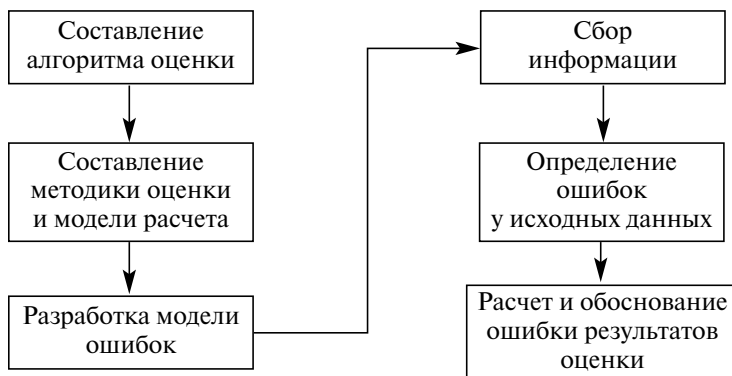 Составление
алгоритма оценки
Составление
методики оценки
и модели расчета
Разработка модели
ошибок
Сбор
информации
Определение
ошибок
у исходных данных
Расчет и обоснование
ошибки результатов
оценки